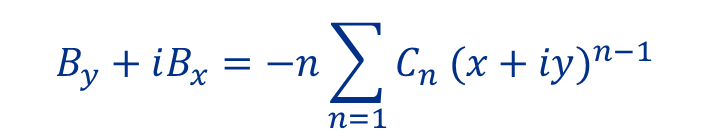 B_y + iB_x = −n ∑_{n=1} C_n (x + iy)^{n−1}